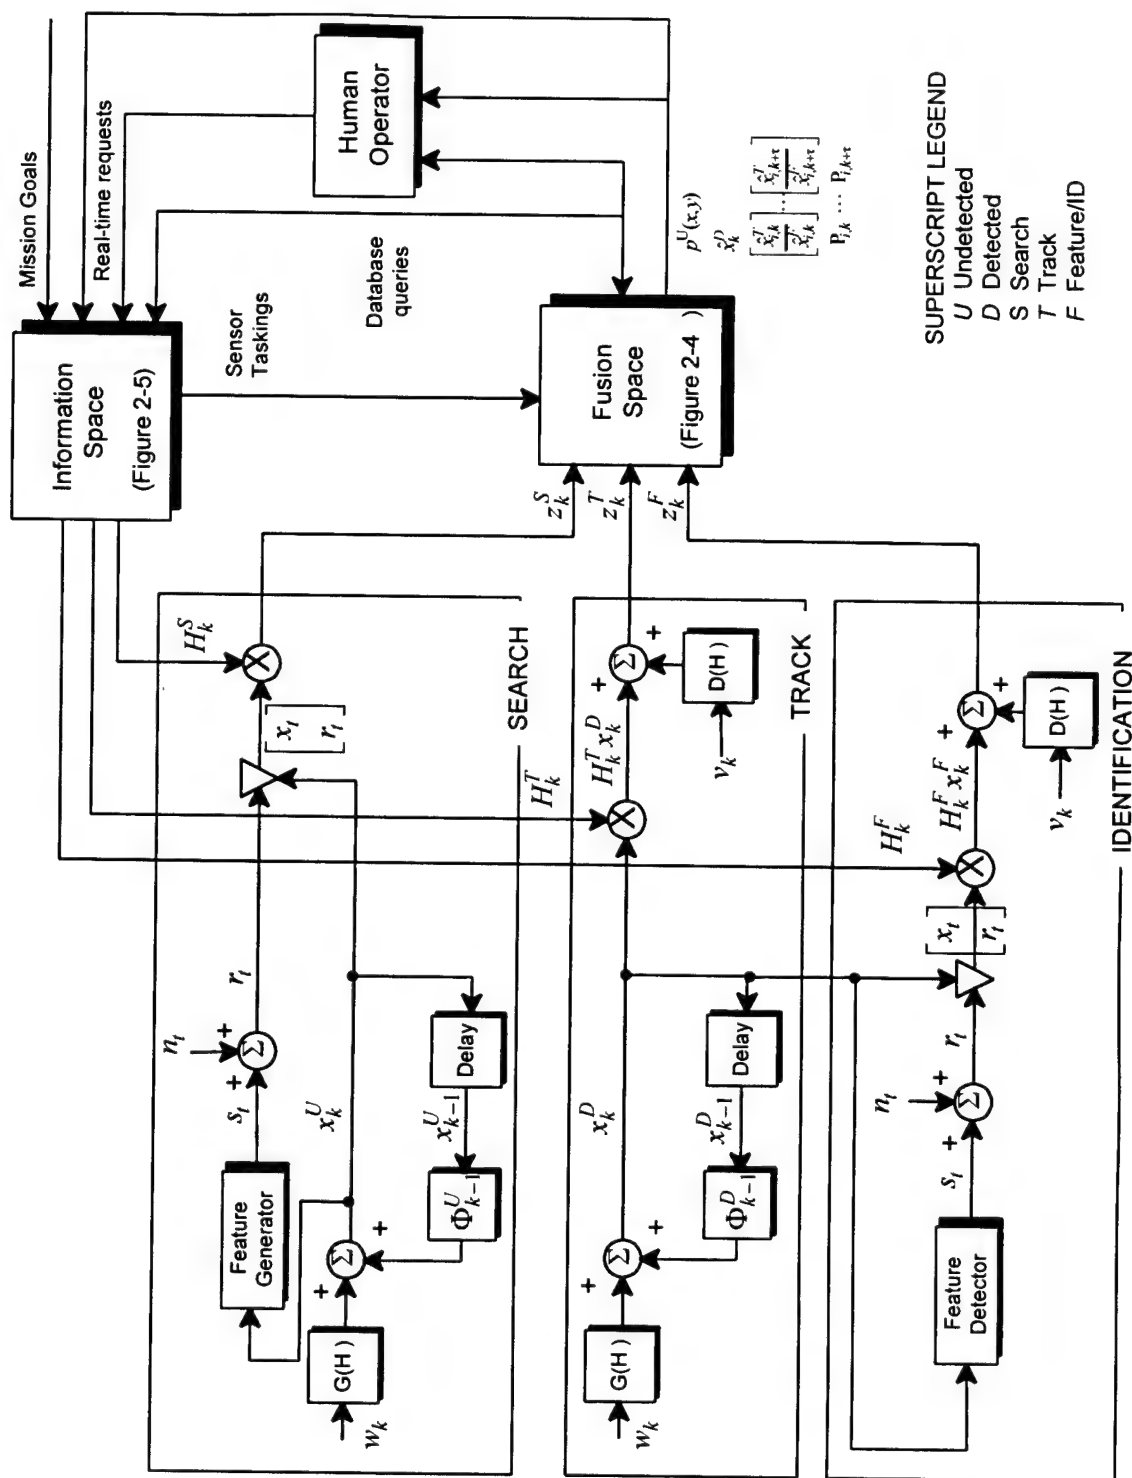 Mission Goals
Real-time requests
Human
Operator
Information
Space
(Figure 2-5)
Sensor
Taskings
Database
queries
Fusion
Space
(Figure 2-4 )
p^U(x,y)
x̂_k^D
[x̂_{i,k}^T / x̂_{i,k}^F] ... [x̂_{i,k+τ}^T / x̂_{i,k+τ}^F]
P_{i,k} ... P_{i,k+τ}
SUPERSCRIPT LEGEND
U Undetected
D Detected
S Search
T Track
F Feature/ID
z_k^S
z_k^T
z_k^F
H_k^S
X
[x_t r_t]
r_t
n_t
+
Σ
+
s_t
Feature
Generator
x_k^U
Delay
x_{k-1}^U
Φ_{k-1}^U
+
Σ
+
G(H )
w_k
SEARCH
H_k^T
X
H_k^T x_k^D
+
Σ
+
D(H)
v_k
x_k^D
Delay
x_{k-1}^D
Φ_{k-1}^D
+
Σ
+
G(H )
w_k
TRACK
H_k^F
X
H_k^F x_k^F
+
Σ
+
D(H)
v_k
[x_t r_t]
r_t
n_t
+
Σ
+
s_t
Feature
Detector
IDENTIFICATION